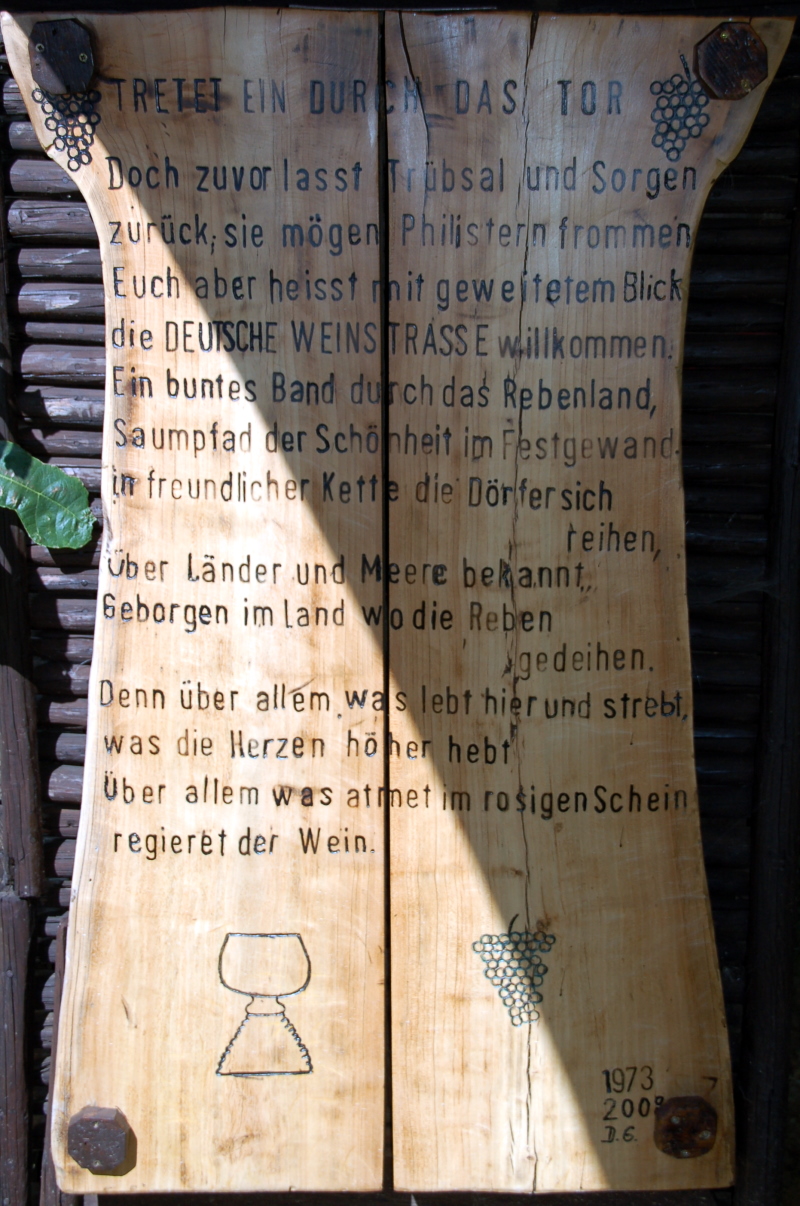 TRETET EIN DURCH DAS TOR
Doch zuvor lasst Trübsal und Sorgen
zurück, sie mögen Philistern frommen
Euch aber heisst mit geweitetem Blick
die DEUTSCHE WEINSTRASSE willkommen.
Ein buntes Band durch das Rebenland,
Saumpfad der Schönheit im Festgewand.
in freundlicher Kette die Dörfer sich
reihen,
Über Länder und Meere bekannt,
Geborgen im Land wo die Reben
gedeihen.
Denn über allem, was lebt hier und strebt,
was die Herzen höher hebt
Über allem was atmet im rosigen Schein
regieret der Wein.
1973
2008
D.G.